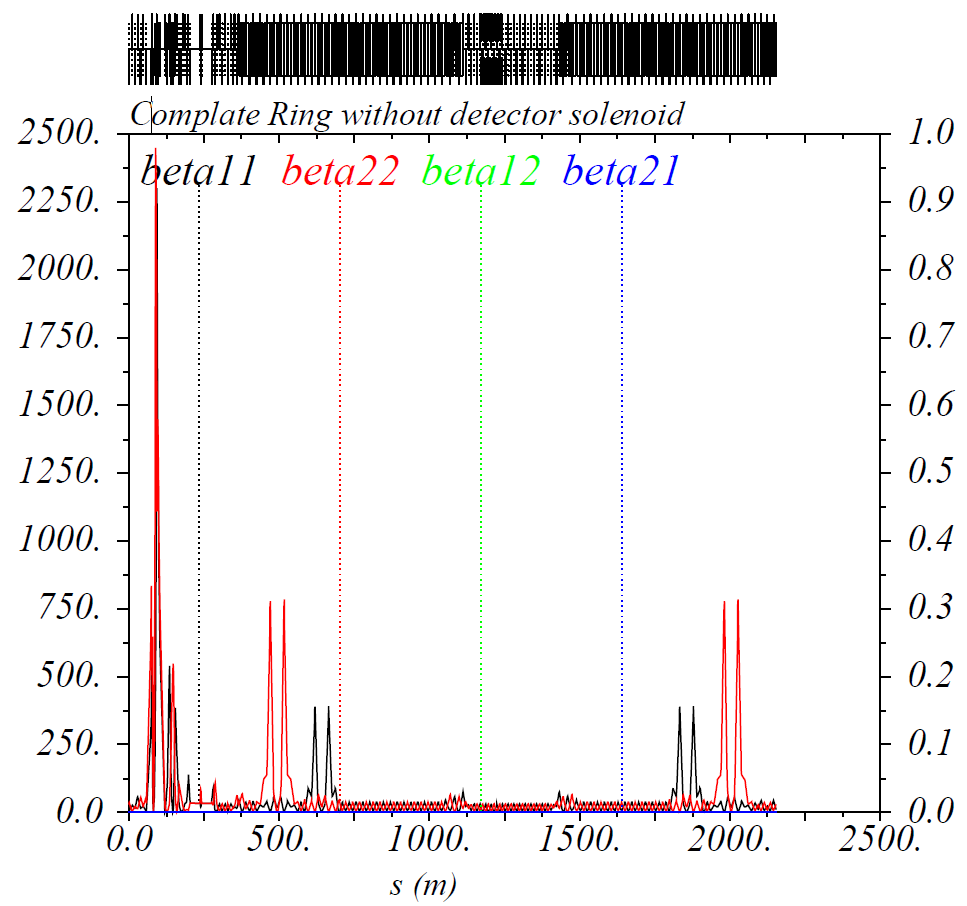 Complate Ring without detector solenoid
beta11 beta22 beta12 beta21
2500. 1.0
2250. 0.9
2000. 0.8
1750. 0.7
1500. 0.6
1250. 0.5
1000. 0.4
750. 0.3
500. 0.2
250. 0.1
0.0 0.0
0.0 500. 1000. 1500. 2000. 2500.
s (m)